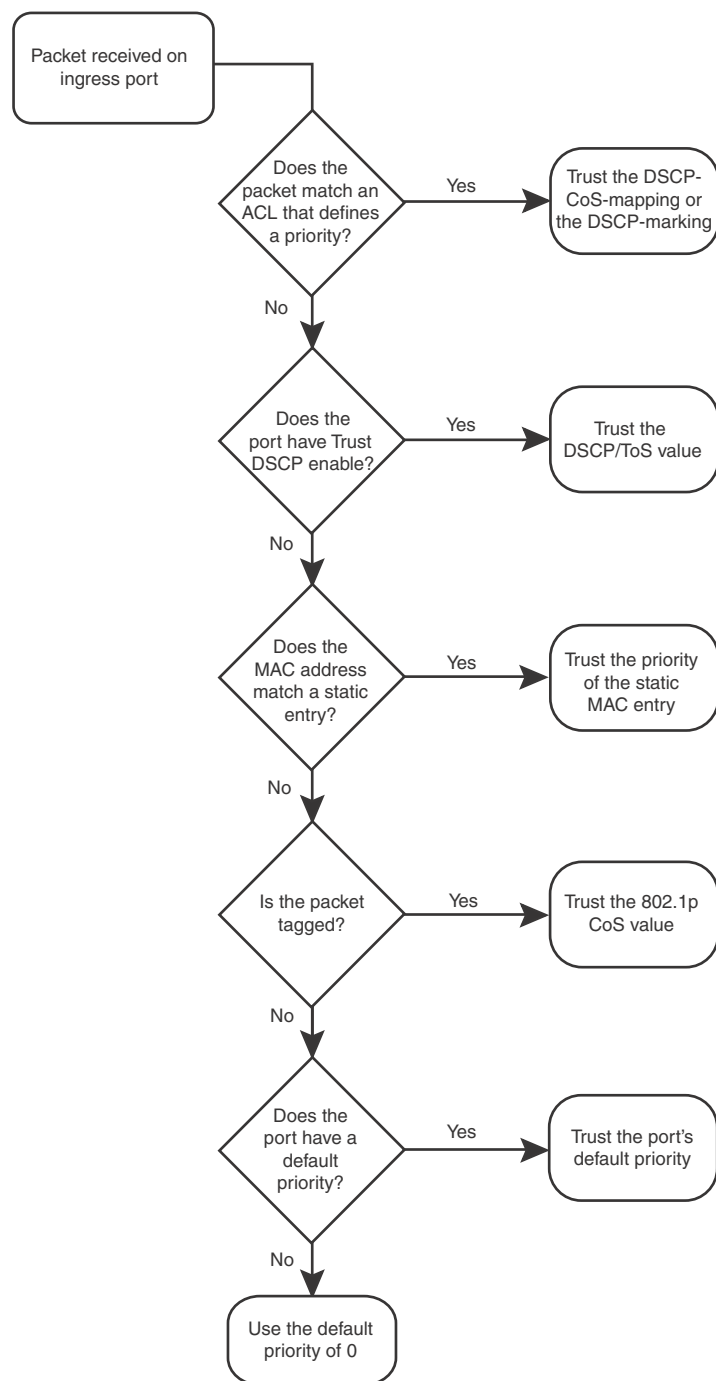 Packet received on
ingress port
Does the
packet match an
ACL that defines
a priority?
Yes
Trust the DSCP-
CoS-mapping or
the DSCP-marking
No
Does the
port have Trust
DSCP enable?
Yes
Trust the
DSCP/ToS value
No
Does the
MAC address
match a static
entry?
Yes
Trust the priority
of the static
MAC entry
No
Is the packet
tagged?
Yes
Trust the 802.1p
CoS value
No
Does the
port have a
default
priority?
Yes
Trust the port’s
default priority
No
Use the default
priority of 0